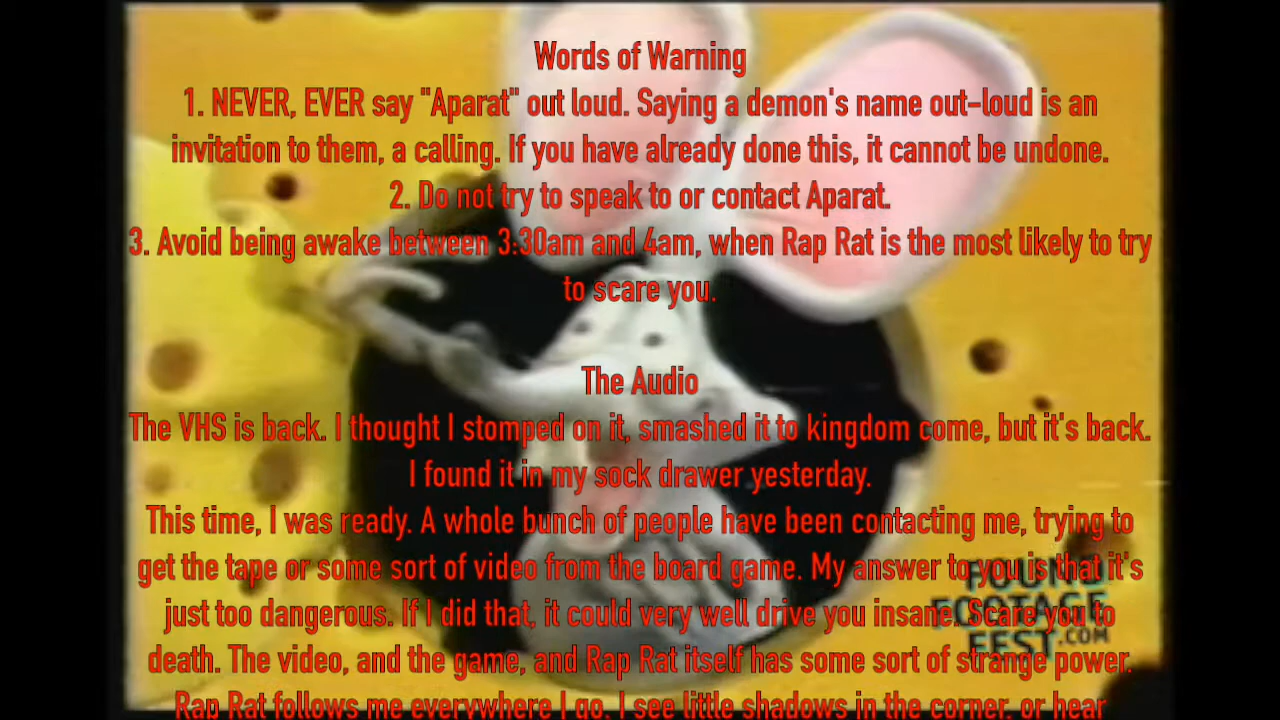 Words of Warning
1. NEVER, EVER say "Aparat" out loud. Saying a demon's name out-loud is an
invitation to them, a calling. If you have already done this, it cannot be undone.
2. Do not try to speak to or contact Aparat.
3. Avoid being awake between 3:30am and 4am, when Rap Rat is the most likely to try
to scare you.
The Audio
The VHS is back. I thought I stomped on it, smashed it to kingdom come, but it's back.
I found it in my sock drawer yesterday.
This time, I was ready. A whole bunch of people have been contacting me, trying to
get the tape or some sort of video from the board game. My answer to you is that it's
just too dangerous. If I did that, it could very well drive you insane. Scare you to
death. The video, and the game, and Rap Rat itself has some sort of strange power.
Rap Rat follows me everywhere I go. I see little shadows in the corner, or hear
FOUND
FOOTAGE
FEST.COM